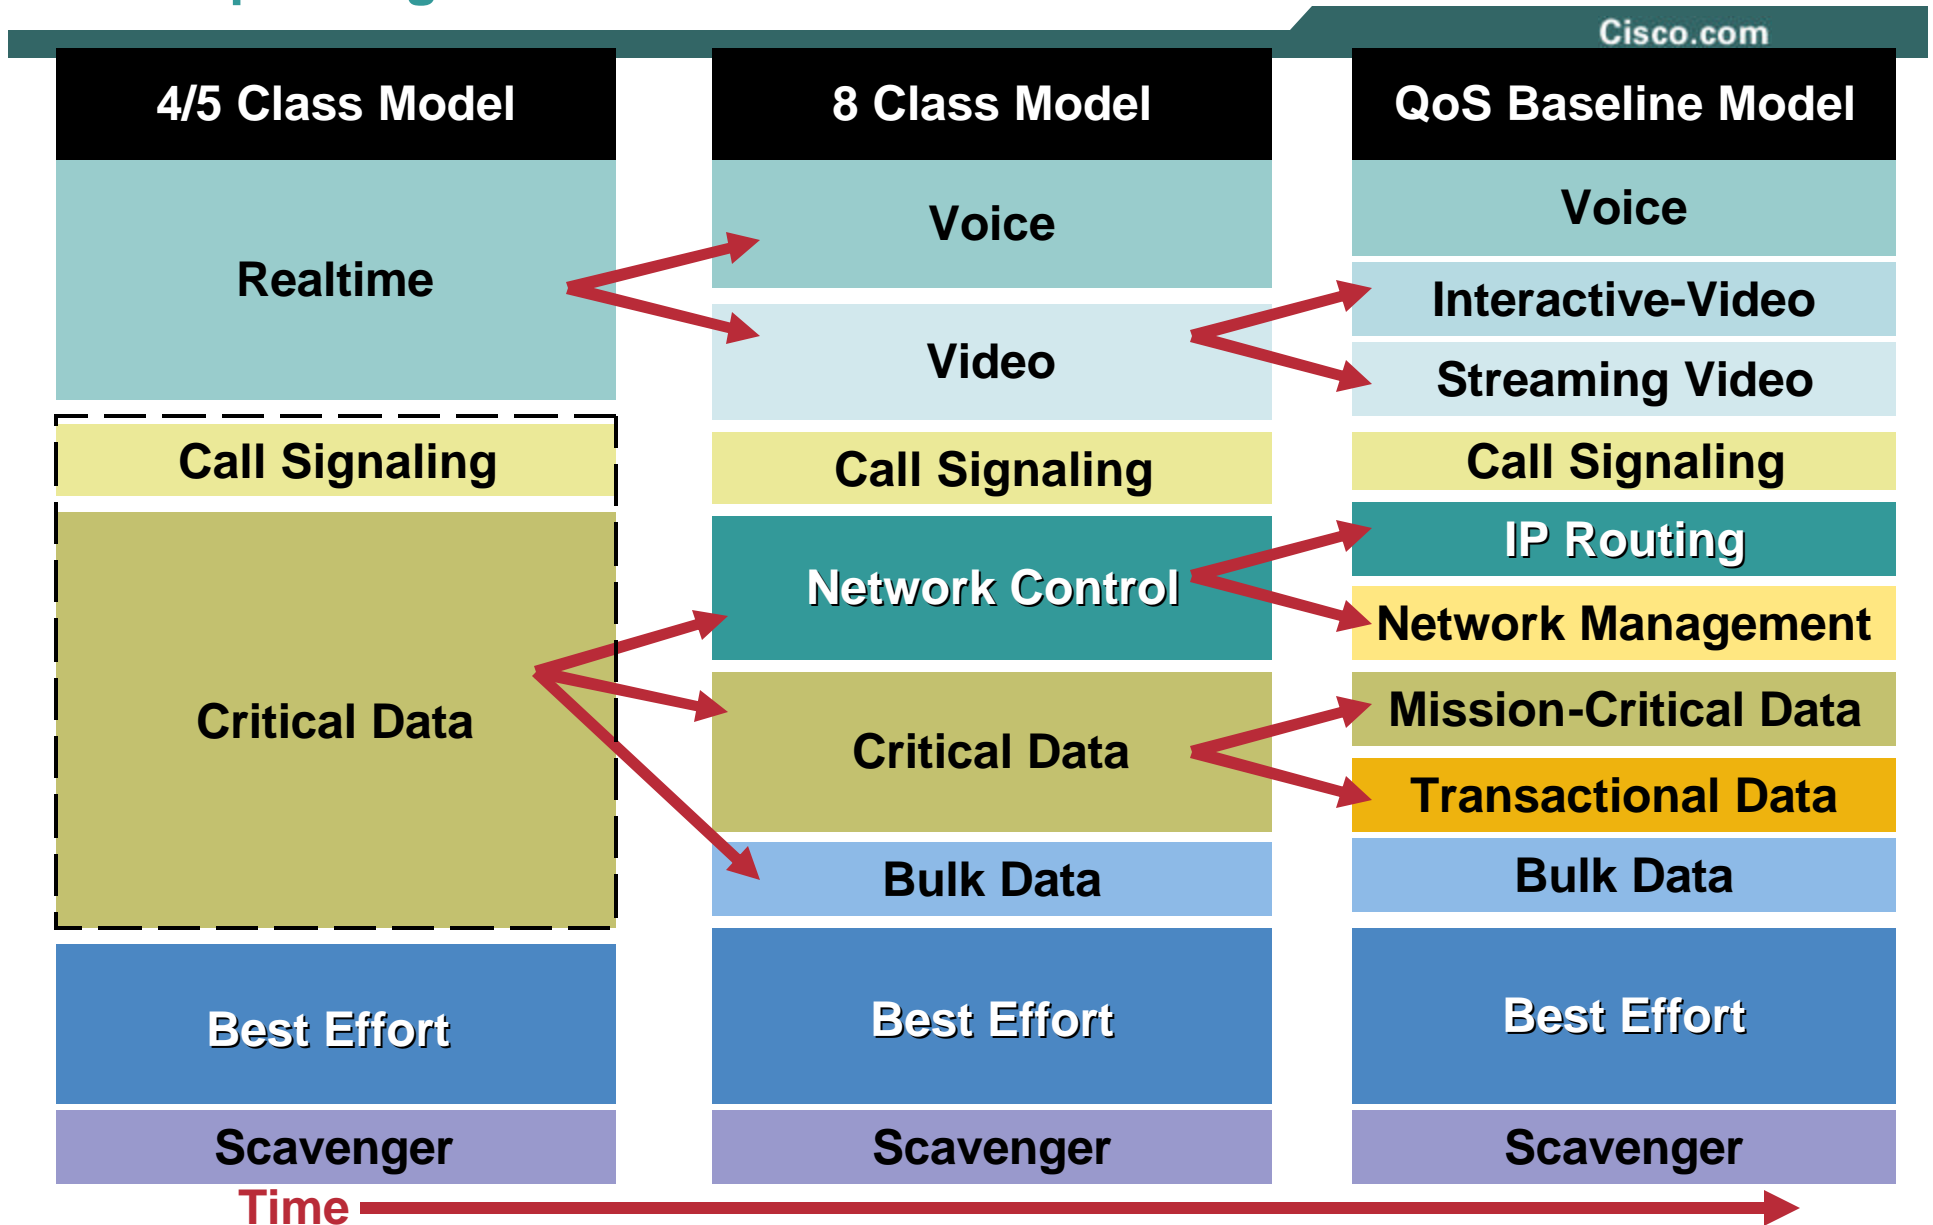 Cisco.com
4/5 Class Model
Realtime
Call Signaling
Critical Data
Best Effort
Scavenger
8 Class Model
Voice
Video
Call Signaling
Network Control
Critical Data
Bulk Data
Best Effort
Scavenger
QoS Baseline Model
Voice
Interactive-Video
Streaming Video
Call Signaling
IP Routing
Network Management
Mission-Critical Data
Transactional Data
Bulk Data
Best Effort
Scavenger
Time